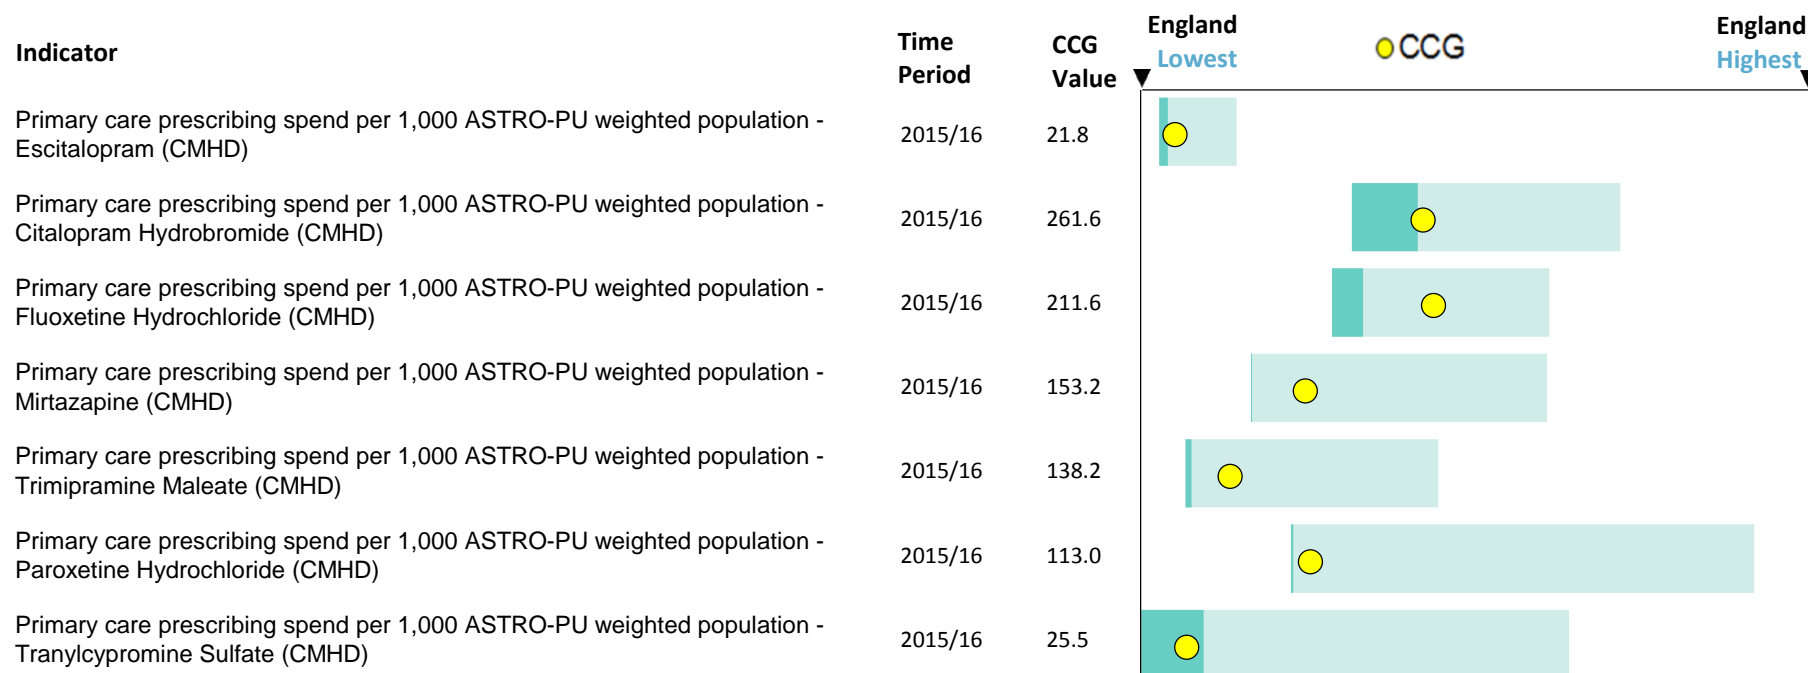 Indicator
Time
Period
CCG
Value
England
Lowest
CCG
England
Highest
Primary care prescribing spend per 1,000 ASTRO-PU weighted population -
Escitalopram (CMHD)
2015/16
21.8
Primary care prescribing spend per 1,000 ASTRO-PU weighted population -
Citalopram Hydrobromide (CMHD)
2015/16
261.6
Primary care prescribing spend per 1,000 ASTRO-PU weighted population -
Fluoxetine Hydrochloride (CMHD)
2015/16
211.6
Primary care prescribing spend per 1,000 ASTRO-PU weighted population -
Mirtazapine (CMHD)
2015/16
153.2
Primary care prescribing spend per 1,000 ASTRO-PU weighted population -
Trimipramine Maleate (CMHD)
2015/16
138.2
Primary care prescribing spend per 1,000 ASTRO-PU weighted population -
Paroxetine Hydrochloride (CMHD)
2015/16
113.0
Primary care prescribing spend per 1,000 ASTRO-PU weighted population -
Tranylcypromine Sulfate (CMHD)
2015/16
25.5